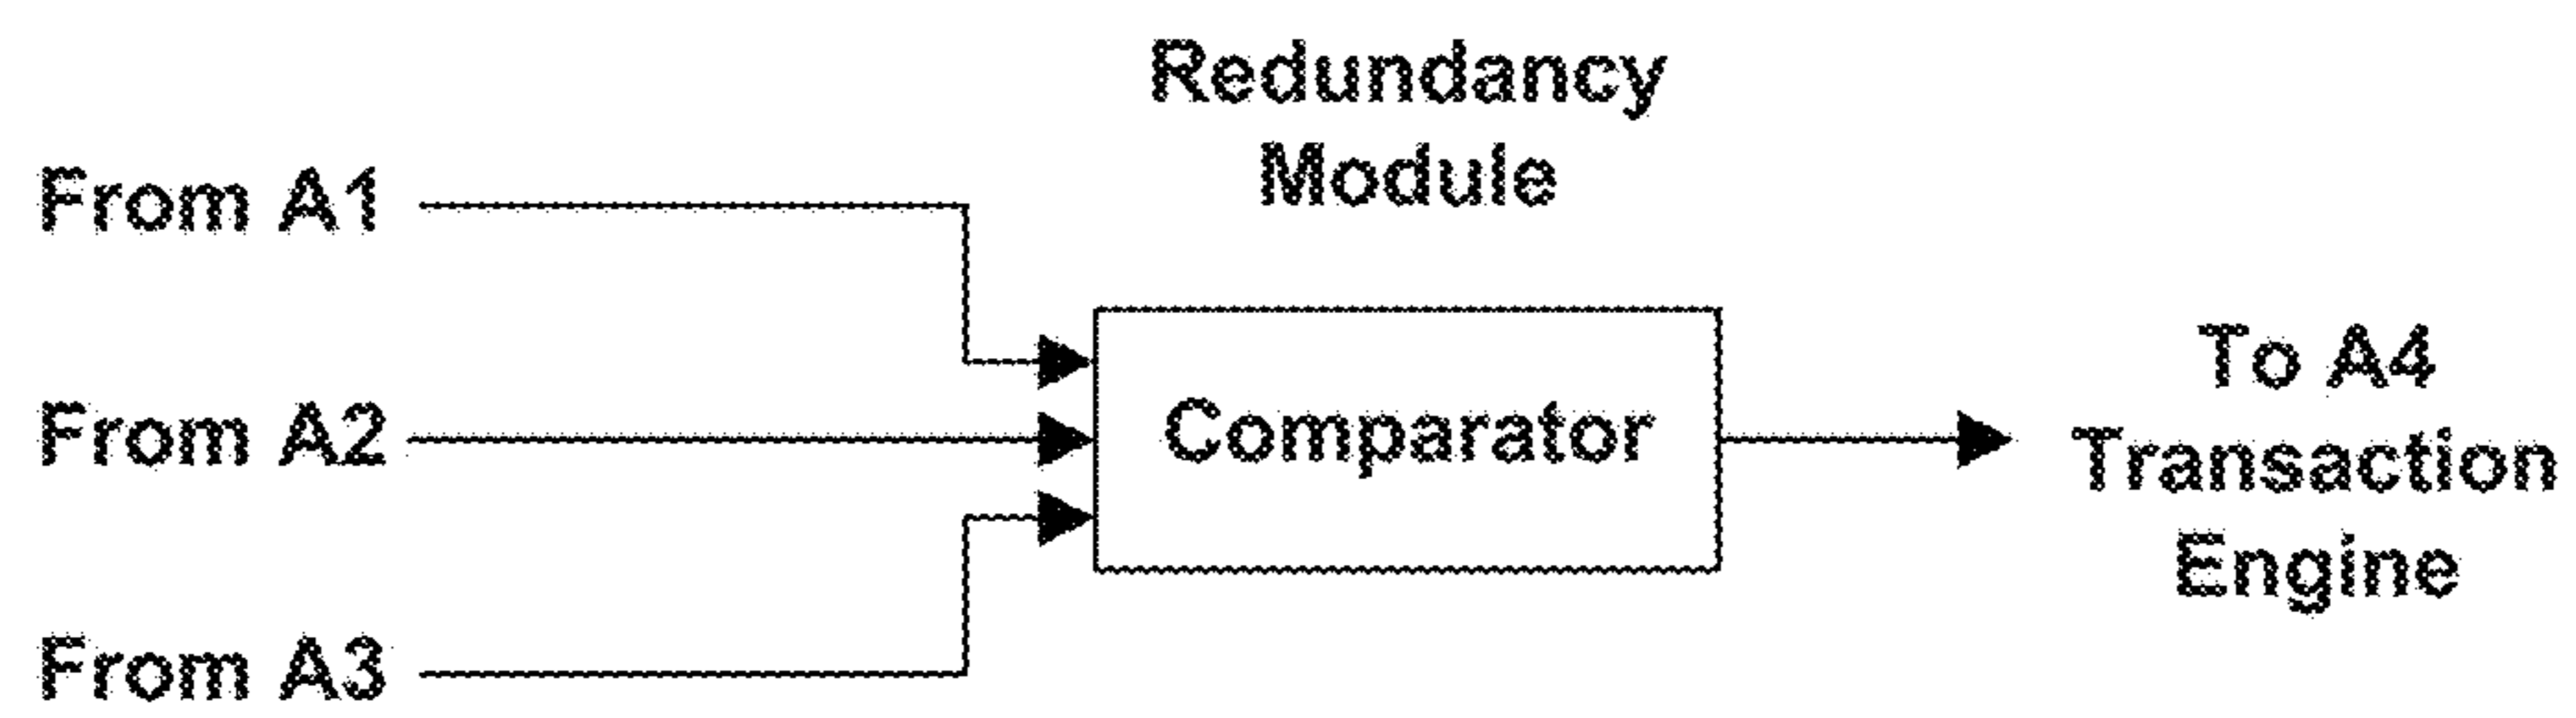 Redundancy
Module
From A1
From A2
From A3
Comparator
To A4
Transaction
Engine